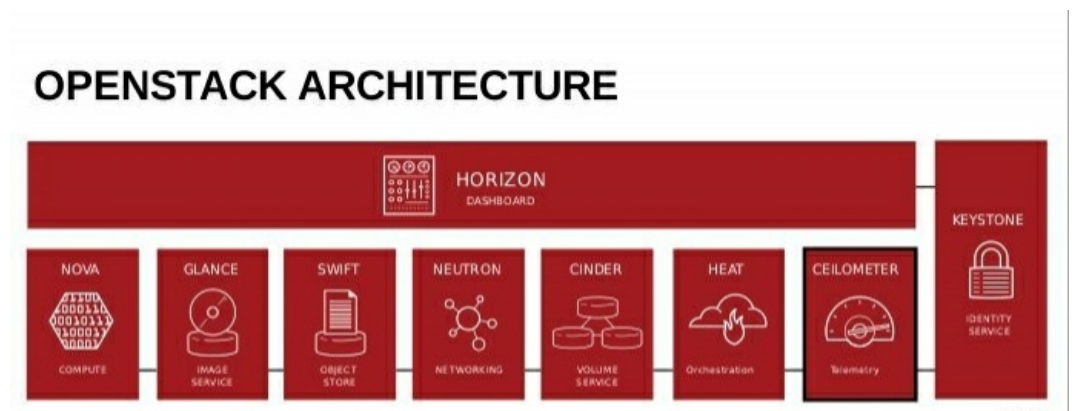 OPENSTACK ARCHITECTURE
HORIZON
DASHBOARD
KEYSTONE
IDENTITY
SERVICE
NOVA
COMPUTE
GLANCE
IMAGE
SERVICE
SWIFT
OBJECT
STORE
NEUTRON
NETWORKING
CINDER
VOLUME
SERVICE
HEAT
Orchestration
CEILOMETER
Telemetry